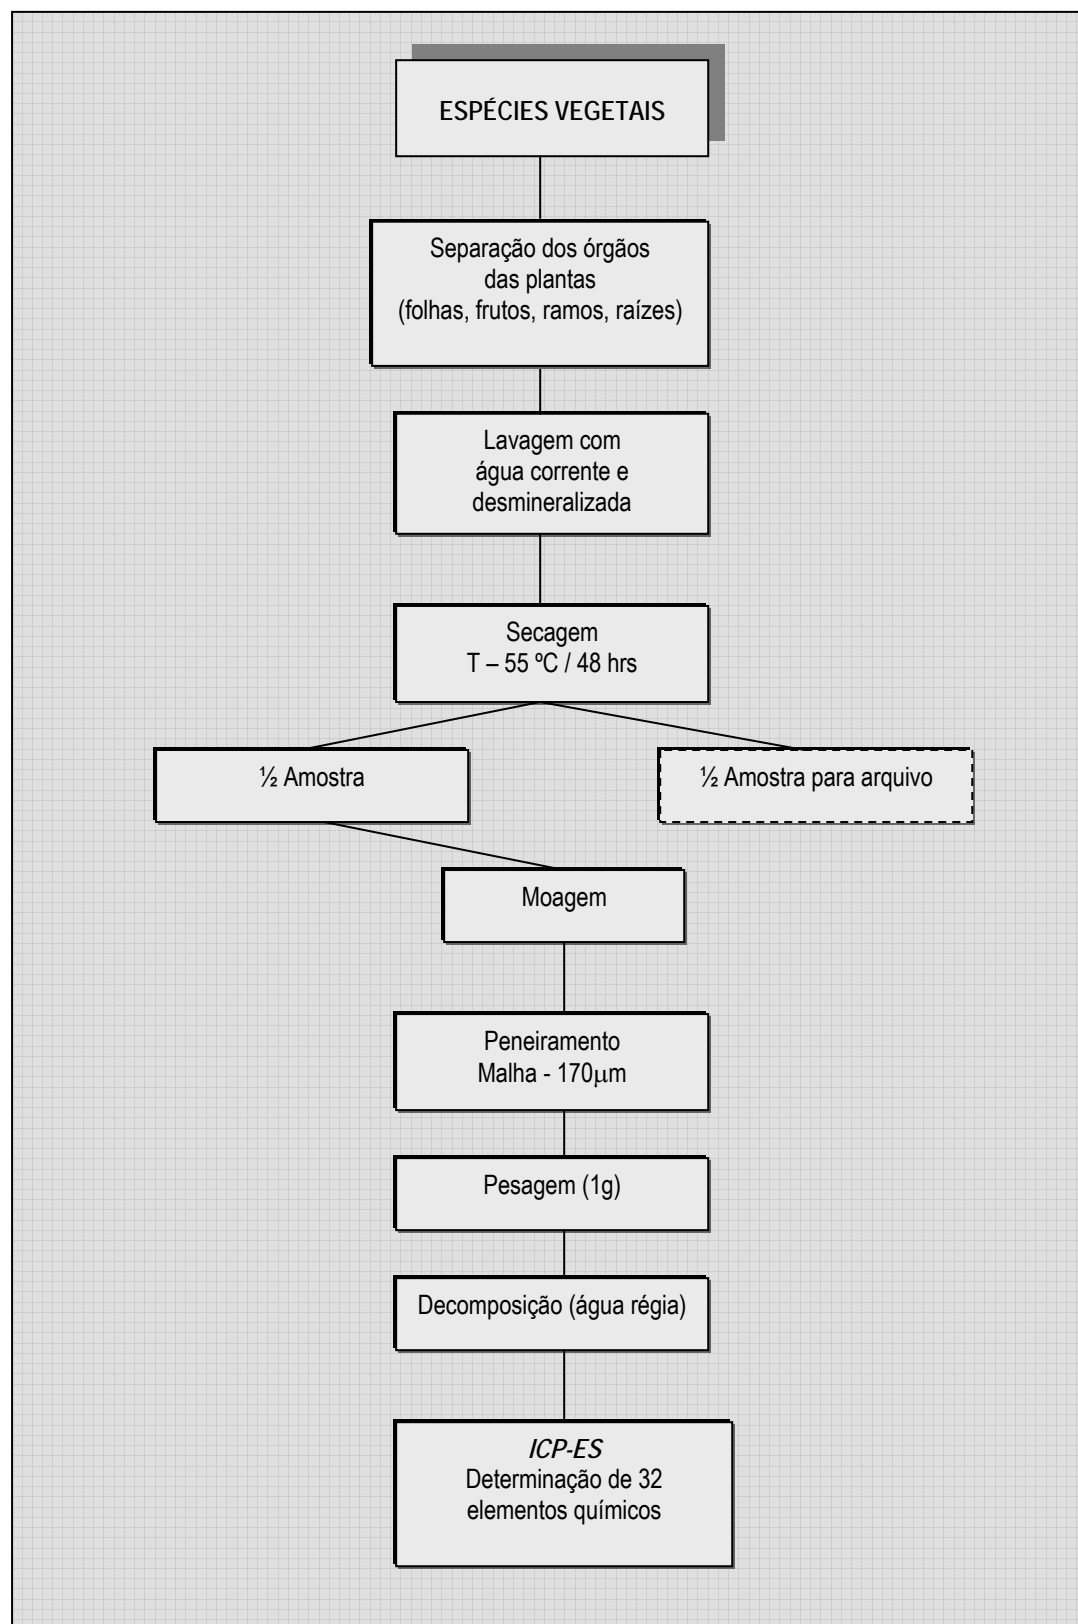 ESPÉCIES VEGETAIS
Separação dos órgãos
das plantas
(folhas, frutos, ramos, raízes)
Lavagem com
água corrente e
desmineralizada
Secagem
T – 55 ºC / 48 hrs
½ Amostra
½ Amostra para arquivo
Moagem
Peneiramento
Malha - 170μm
Pesagem (1g)
Decomposição (água régia)
ICP-ES
Determinação de 32
elementos químicos